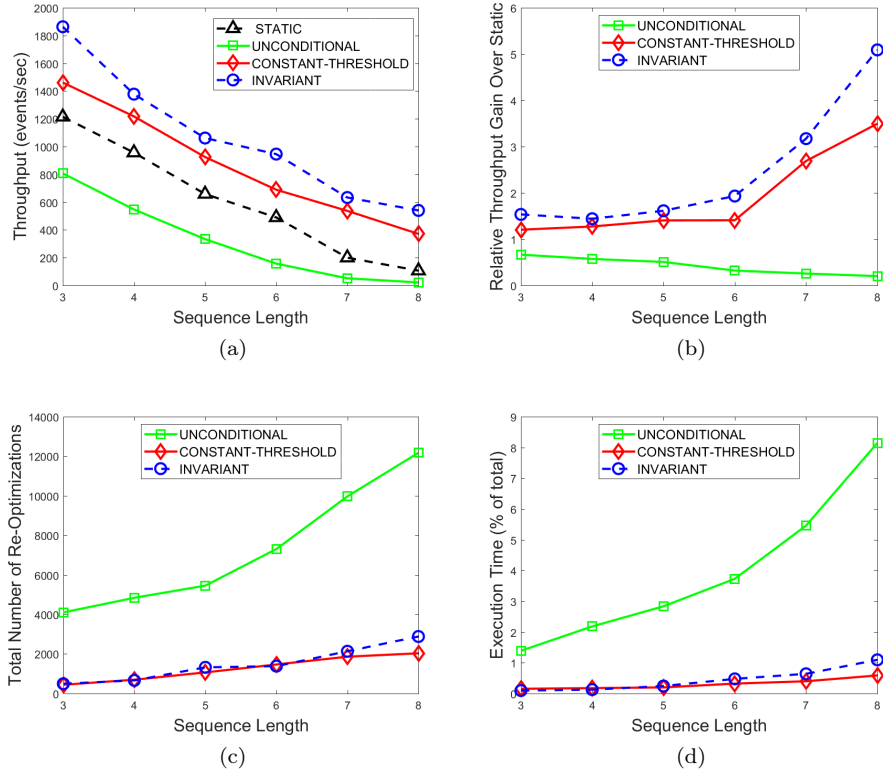 2000
1800
1600
1400
1200
1000
800
600
400
200
0
Throughput (events/sec)
STATIC
UNCONDITIONAL
CONSTANT-THRESHOLD
INVARIANT
3 4 5 6 7 8
Sequence Length
(a)
6
5
4
3
2
1
0
Relative Throughput Gain Over Static
UNCONDITIONAL
CONSTANT-THRESHOLD
INVARIANT
3 4 5 6 7 8
Sequence Length
(b)
14000
12000
10000
8000
6000
4000
2000
0
Total Number of Re-Optimizations
UNCONDITIONAL
CONSTANT-THRESHOLD
INVARIANT
3 4 5 6 7 8
Sequence Length
(c)
9
8
7
6
5
4
3
2
1
0
Execution Time (% of total)
UNCONDITIONAL
CONSTANT-THRESHOLD
INVARIANT
3 4 5 6 7 8
Sequence Length
(d)